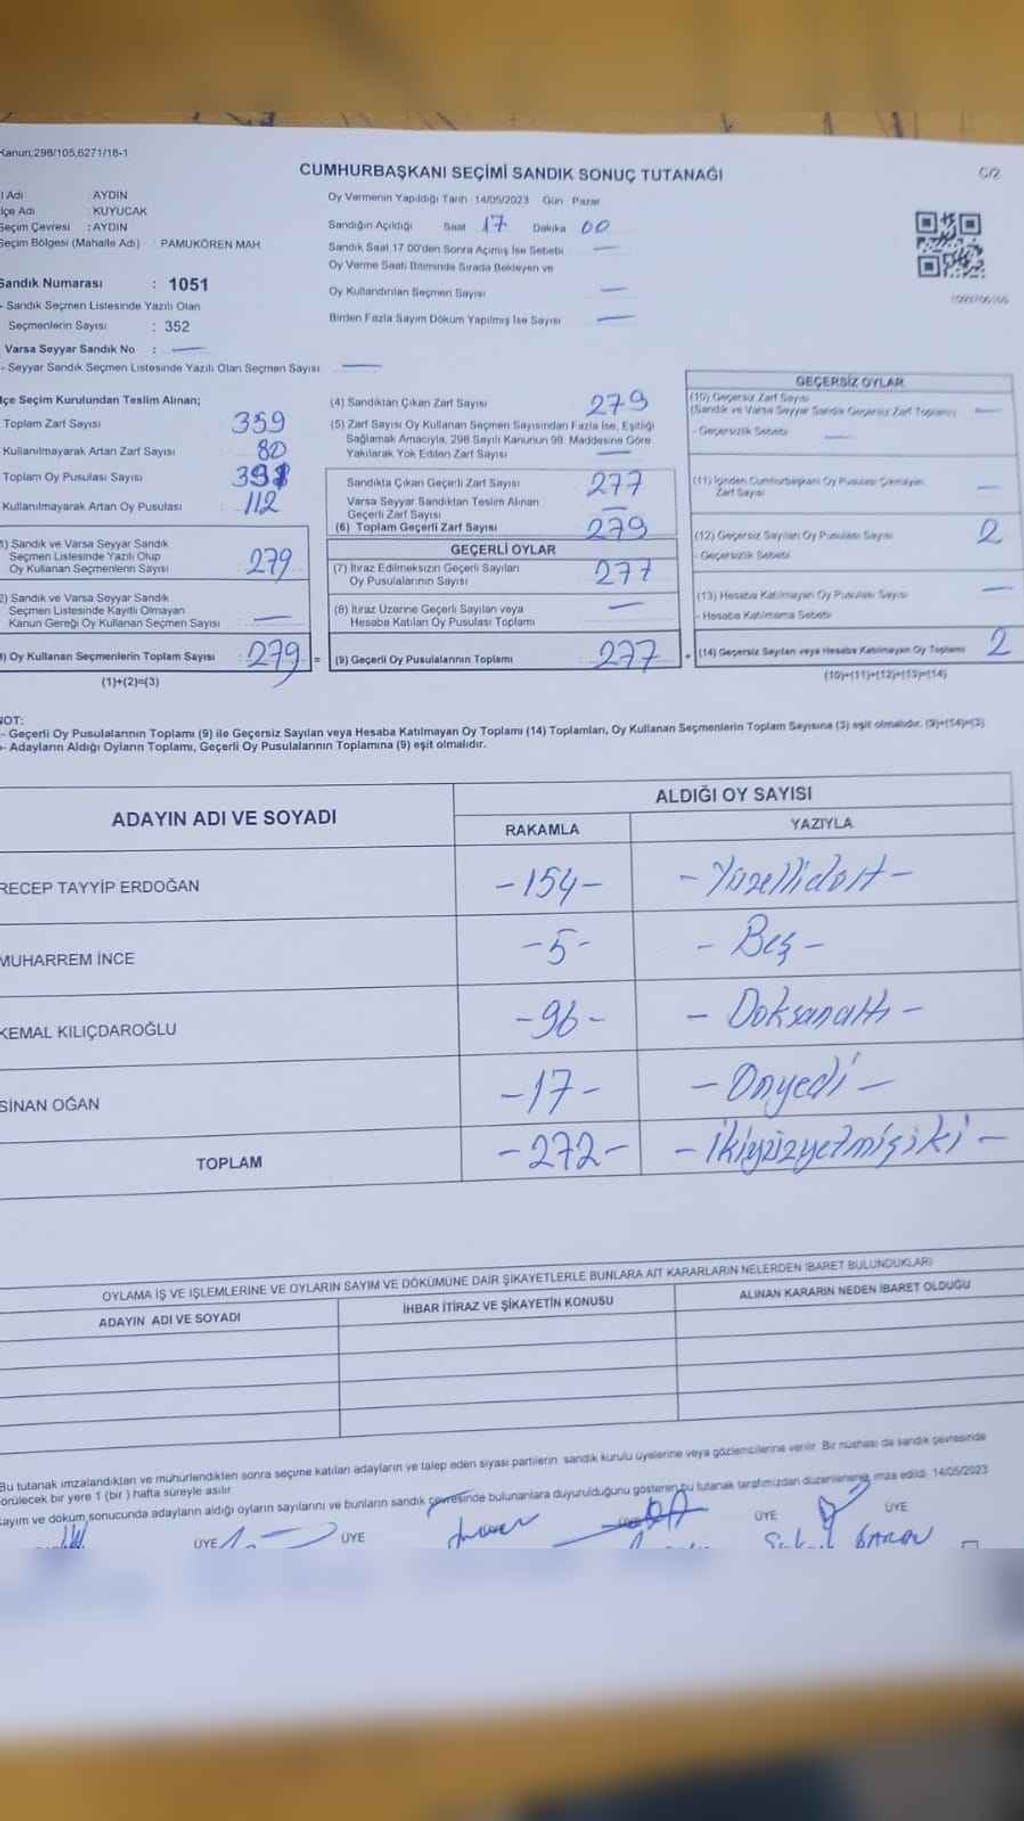 Kanun;298/105,6271/18-1
CUMHURBAŞKANI SEÇİMİ SANDIK SONUÇ TUTANAĞI
C/2
l Adı AYDIN
lçe Adı KUYUCAK
Seçim Çevresi : AYDIN
Seçim Bölgesi (Mahalle Adı) PAMUKÖREN MAH.
Sandık Numarası : 1051
- Sandık Seçmen Listesinde Yazılı Olan
Seçmenlerin Sayısı : 352
Varsa Seyyar Sandık No : —
- Seyyar Sandık Seçmen Listesinde Yazılı Olan Seçmen Sayısı —
Oy Vermenin Yapıldığı Tarih : 14/05/2023 Gün Pazar
Sandığın Açıldığı Saat 17 Dakika 00
Sandık Saat 17.00'den Sonra Açımış İse Sebebi —
Oy Verme Saati Bitiminde Sırada Bekleyen ve
Oy Kullandırılan Seçmen Sayısı —
Birden Fazla Sayım Döküm Yapılmış İse Sayısı —
lçe Seçim Kurulundan Teslim Alınan;
Toplam Zarf Sayısı 359
Kullanılmayarak Artan Zarf Sayısı 80
Toplam Oy Pusulası Sayısı
Kullanılmayarak Artan Oy Pusulası 112
1) Sandık ve Varsa Seyyar Sandık
Seçmen Listesinde Yazılı Olup
Oy Kullanan Seçmenlerin Sayısı 279
2) Sandık ve Varsa Seyyar Sandık
Seçmen Listesinde Kayıtlı Olmayan
Kanun Gereği Oy Kullanan Seçmen Sayısı —
) Oy Kullanan Seçmenlerin Toplam Sayısı 279 =
(1)+(2)=(3)
(4) Sandıktan Çıkan Zarf Sayısı 279
(5) Zarf Sayısı Oy Kullanan Seçmen Sayısından Fazla İse, Eşitliği
Sağlamak Amacıyla, 298 Sayılı Kanunun 98. Maddesine Göre
Yakılarak Yok Edilen Zarf Sayısı —
Sandıkta Çıkan Geçerli Zarf Sayısı 277
Varsa Seyyar Sandıktan Teslim Alınan
Geçerli Zarf Sayısı —
(6) Toplam Geçerli Zarf Sayısı 279
GEÇERLİ OYLAR
(7) İtiraz Edilmeksizin Geçerli Sayılan
Oy Pusulalarının Sayısı 277
(8) İtiraz Üzerine Geçerli Sayılan veya
Hesaba Katılan Oy Pusulası Toplamı —
(9) Geçerli Oy Pusulalarının Toplamı 277
GEÇERSİZ OYLAR
(10) Geçersiz Zarf Sayısı
(Sandık ve Varsa Seyyar Sandık Geçersiz Zarf Toplamı) —
- Geçersizlik Sebebi —
(11) İçinden Cumhurbaşkanı Oy Pusulası Çıkmayan
Zarf Sayısı —
(12) Geçersiz Sayılan Oy Pusulası Sayısı 2
- Geçersizlik Sebebi
(13) Hesaba Katılmayan Oy Pusulası Sayısı —
- Hesaba Katılmama Sebebi
+ (14) Geçersiz Sayılan veya Hesaba Katılmayan Oy Toplamı 2
(10)+(11)+(12)+(13)=(14)
NOT:
- Geçerli Oy Pusulalarının Toplamı (9) ile Geçersiz Sayılan veya Hesaba Katılmayan Oy Toplamı (14) Toplamları, Oy Kullanan Seçmenlerin Toplam Sayısına (3) eşit olmalıdır. (9)+(14)=(3)
- Adayların Aldığı Oyların Toplamı, Geçerli Oy Pusulalarının Toplamına (9) eşit olmalıdır.
ADAYIN ADI VE SOYADI ALDIĞI OY SAYISI
RAKAMLA YAZIYLA
RECEP TAYYİP ERDOĞAN -154- -Yüzellidört-
MUHARREM İNCE -5- -Beş-
KEMAL KILIÇDAROĞLU -96- -Doksanaltı-
SİNAN OĞAN -17- -Onyedi-
TOPLAM -272- -İkiyüzyetmişiki-
OYLAMA İŞ VE İŞLEMLERİNE VE OYLARIN SAYIM VE DÖKÜMÜNE DAİR ŞİKAYETLERLE BUNLARA AİT KARARLARIN NELERDEN İBARET BULUNDUKLARI
ADAYIN ADI VE SOYADI İHBAR İTİRAZ VE ŞİKAYETİN KONUSU ALINAN KARARIN NEDEN İBARET OLDUĞU
Bu tutanak imzalandıktan ve mühürlendikten sonra seçime katılan adayların ve talep eden siyasi partilerin sandık kurulu üyelerine veya gözlemcilerine verilir. Bir nüshası da sandık çevresinde
örülecek bir yere 1 (bir) hafta süreyle asılır.
ayım ve döküm sonucunda adayların aldığı oyların sayılarını ve bunların sandık çevresinde bulunanlara duyurulduğunu gösteren bu tutanak tarafımızdan düzenlenerek imza edildi. 14/05/2023
ÜYE ÜYE ÜYE ÜYE